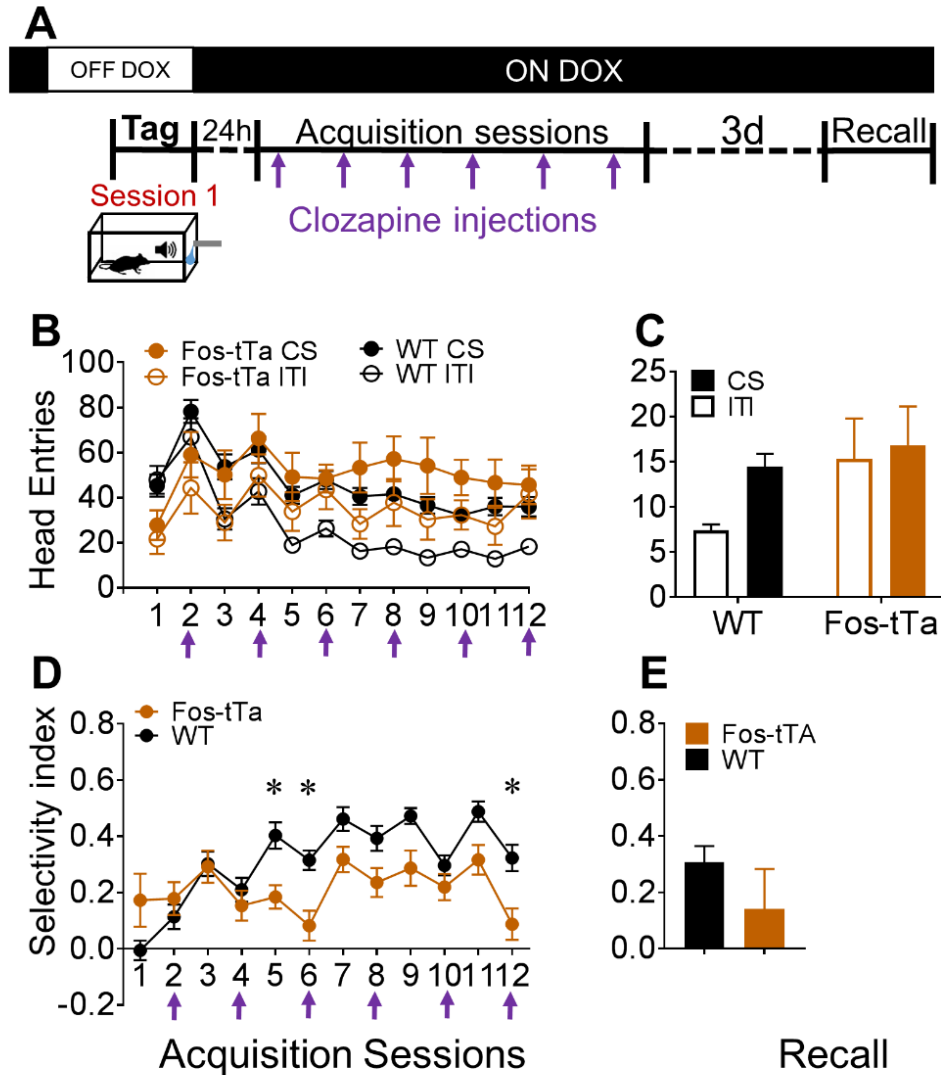 A
OFF DOX
ON DOX
Tag
24h
Acquisition sessions
3d
Recall
Session 1
Clozapine injections
B
Fos-tTa CS
WT CS
Fos-tTa ITI
WT ITI
Head Entries
100
80
60
40
20
0
1 2 3 4 5 6 7 8 9 10 11 12
C
CS
ITI
25
20
15
10
5
0
WT Fos-tTa
D
Fos-tTa
WT
Selectivity index
0.8
0.6
0.4
0.2
0.0
-0.2
* * *
1 2 3 4 5 6 7 8 9 10 11 12
Acquisition Sessions
E
Fos-tTA
WT
0.8
0.6
0.4
0.2
0.0
Recall